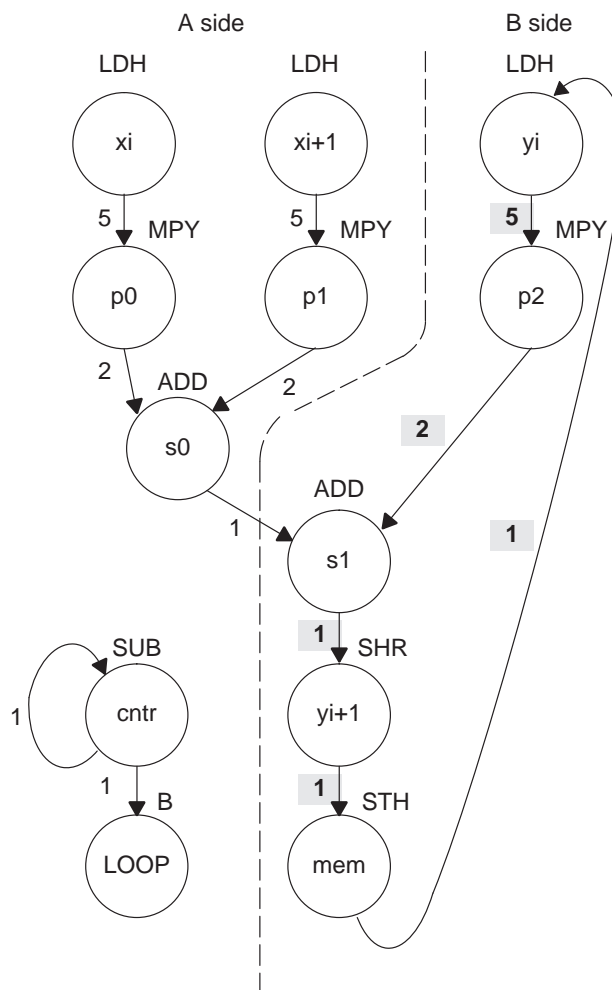 A side B side
LDH LDH LDH
xi xi+1 yi
5 MPY 5 MPY 5 MPY
p0 p1 p2
2 ADD 2
s0 2
ADD
1 1
s1
SUB 1 SHR
1 cntr yi+1
1 B 1 STH
LOOP mem